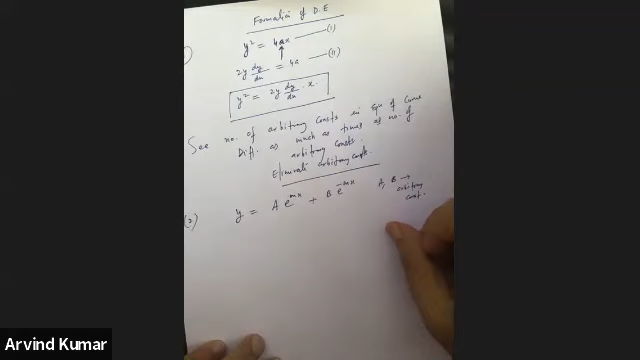 Formation of D.E
y² = 4ax —— (I)
2y dy/dx = 4a —— (II)
y² = 2y dy/dx . x.
See no. of arbitrary consts in equⁿ of Curve
Diff. as much as times as no. of
arbitrary consts.
Eliminate arbitrary consts.
(2) y = A e^mx + B e^-mx A, B →
arbitrary
const.
Arvind Kumar